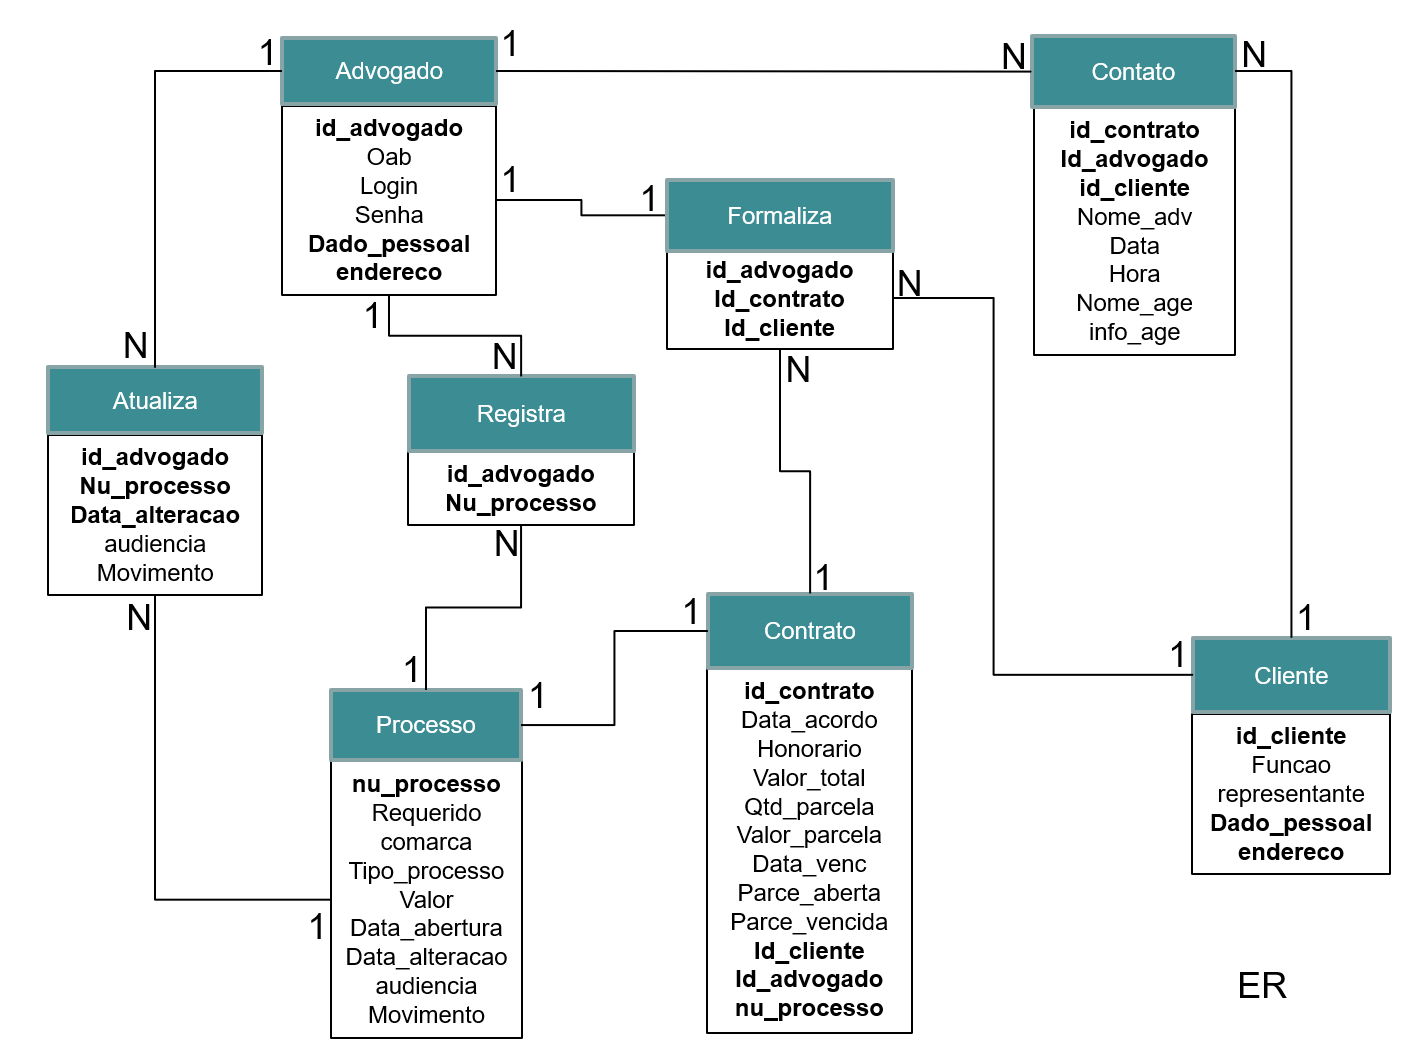 1
Advogado
1
N
Contato
N
id_advogado
Oab
Login
Senha
Dado_pessoal
endereco
id_contrato
Id_advogado
id_cliente
Nome_adv
Data
Hora
Nome_age
info_age
1
1
Formaliza
id_advogado
Id_contrato
Id_cliente
N
N
1
N
N
Atualiza
id_advogado
Nu_processo
Data_alteracao
audiencia
Movimento
N
Registra
id_advogado
Nu_processo
N
1
1
1
Processo
nu_processo
Requerido
comarca
Tipo_processo
Valor
Data_abertura
Data_alteracao
audiencia
Movimento
1
1
1
Contrato
id_contrato
Data_acordo
Honorario
Valor_total
Qtd_parcela
Valor_parcela
Data_venc
Parce_aberta
Parce_vencida
Id_cliente
Id_advogado
nu_processo
1
1
Cliente
id_cliente
Funcao
representante
Dado_pessoal
endereco
ER